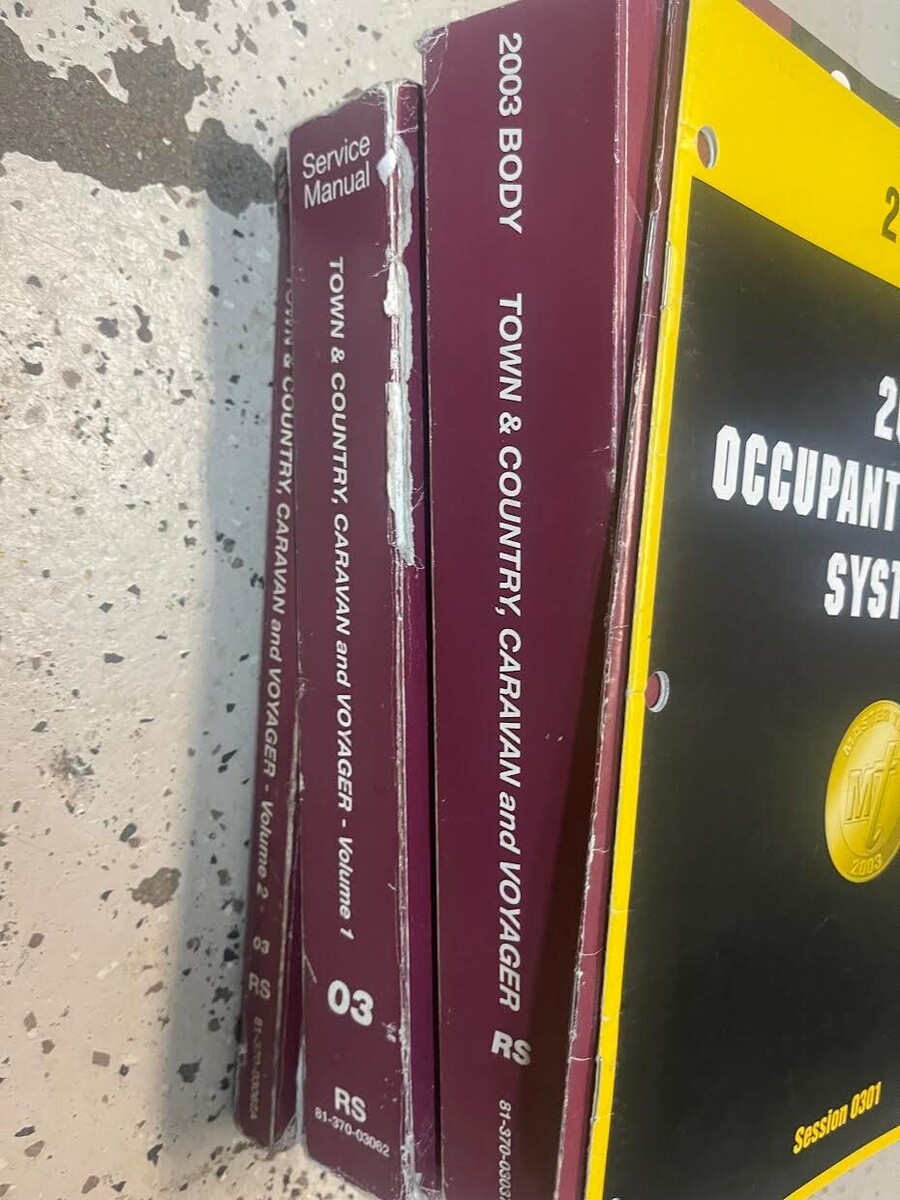 TOWN & COUNTRY, CARAVAN and VOYAGER - Volume 2
03
RS
Service
Manual
TOWN & COUNTRY, CARAVAN and VOYAGER - Volume 1
03
RS
81-370-03062
2003 BODY TOWN & COUNTRY, CARAVAN and VOYAGER
RS
OCCUPANT
2003
Session 0301